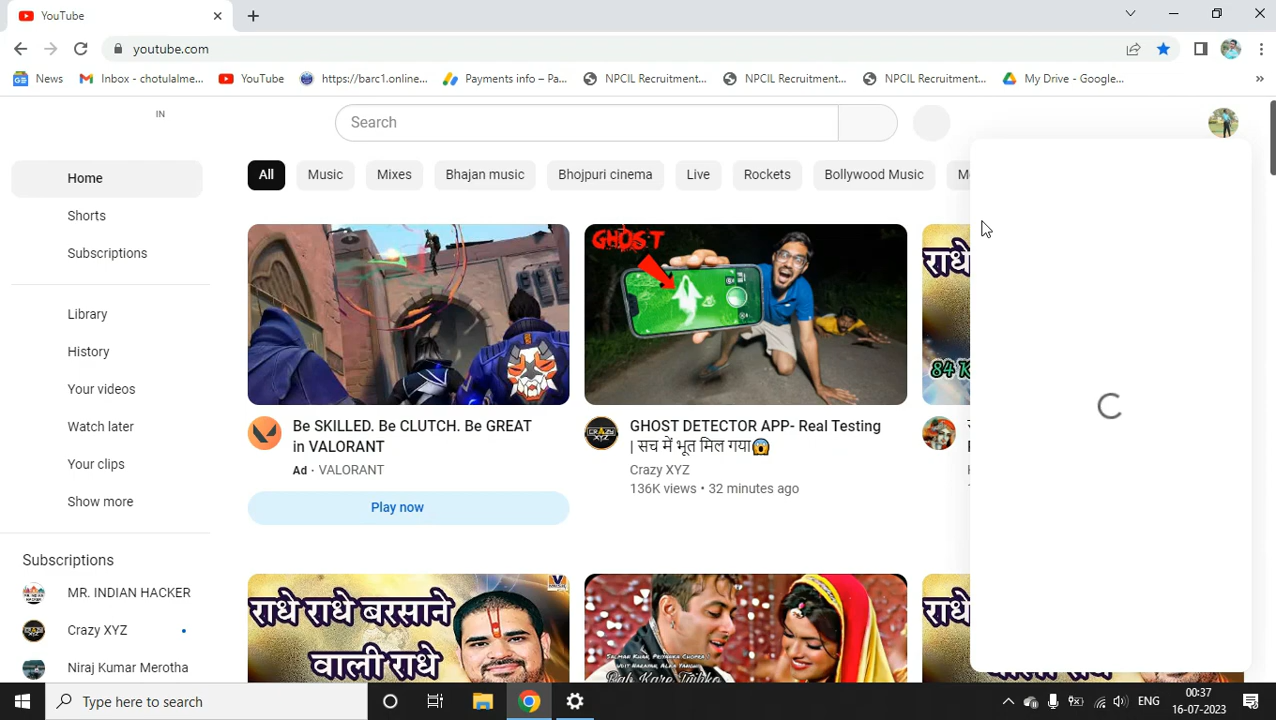 YouTube
youtube.com
News
Inbox - chotulalme...
YouTube
https://barc1.online...
Payments info – Pa...
NPCIL Recruitment...
NPCIL Recruitment...
NPCIL Recruitment...
My Drive - Google...
IN
Search
Home
Shorts
Subscriptions
Library
History
Your videos
Watch later
Your clips
Show more
Subscriptions
MR. INDIAN HACKER
Crazy XYZ
Niraj Kumar Merotha
All
Music
Mixes
Bhajan music
Bhojpuri cinema
Live
Rockets
Bollywood Music
Be SKILLED. Be CLUTCH. Be GREAT
in VALORANT
Ad · VALORANT
Play now
GHOST
GHOST DETECTOR APP- Real Testing
| सच में भूत मिल गया😱
Crazy XYZ
136K views • 32 minutes ago
राधे
84 K
राधे राधे बरसाने
वाली राधे
राधे
Type here to search
ENG
00:37
16-07-2023